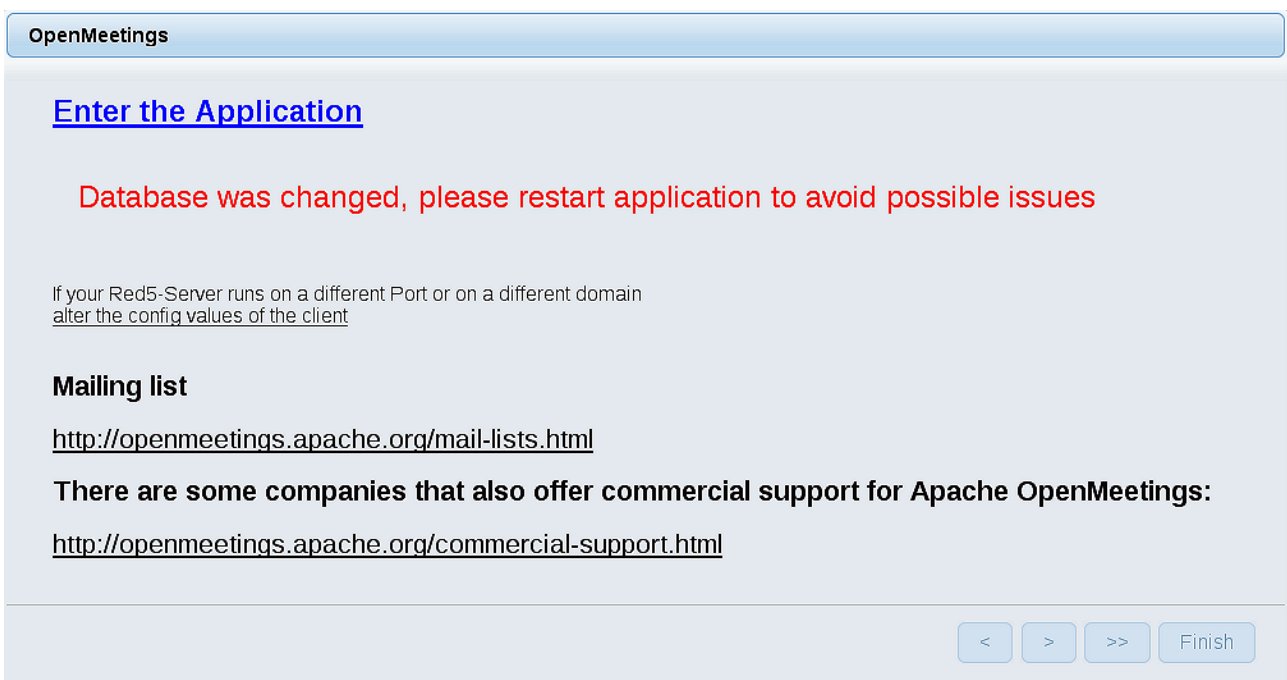 OpenMeetings
Enter the Application
Database was changed, please restart application to avoid possible issues
If your Red5-Server runs on a different Port or on a different domain
alter the config values of the client
Mailing list
http://openmeetings.apache.org/mail-lists.html
There are some companies that also offer commercial support for Apache OpenMeetings:
http://openmeetings.apache.org/commercial-support.html
< > >> Finish